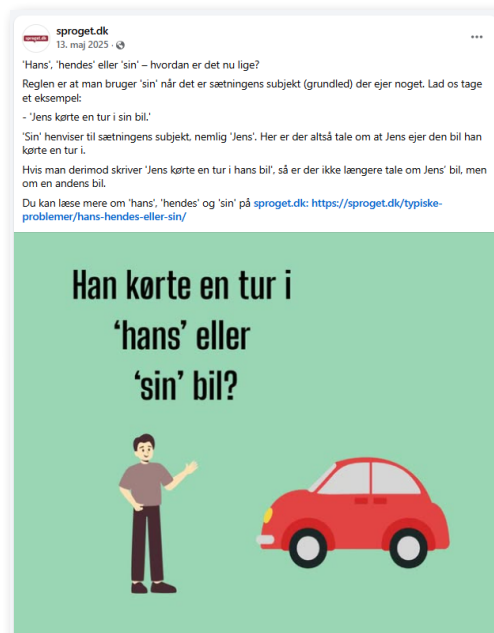 sproget.dk
sproget.dk
13. maj 2025 ·
'Hans', 'hendes' eller 'sin' – hvordan er det nu lige?
Reglen er at man bruger 'sin' når det er sætningens subjekt (grundled) der ejer noget. Lad os tage
et eksempel:
- 'Jens kørte en tur i sin bil.'
'Sin' henviser til sætningens subjekt, nemlig 'Jens'. Her er der altså tale om at Jens ejer den bil han
kørte en tur i.
Hvis man derimod skriver 'Jens kørte en tur i hans bil', så er der ikke længere tale om Jens' bil, men
om en andens bil.
Du kan læse mere om 'hans', 'hendes' og 'sin' på sproget.dk: https://sproget.dk/typiske-
problemer/hans-hendes-eller-sin/
Han kørte en tur i
'hans' eller
'sin' bil?